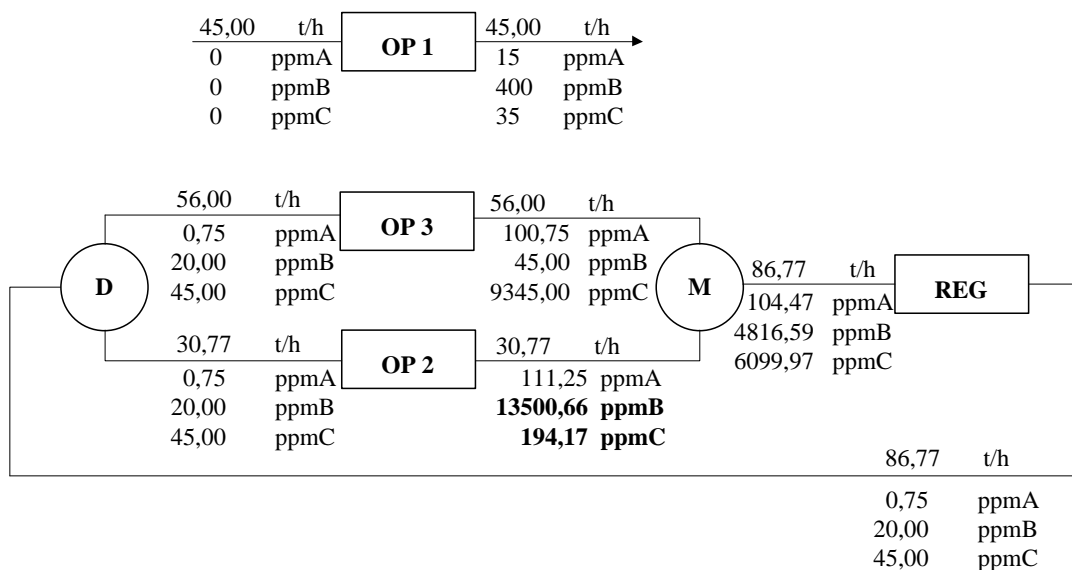 45,00 t/h OP 1 45,00 t/h
0 ppmA 15 ppmA
0 ppmB 400 ppmB
0 ppmC 35 ppmC
56,00 t/h OP 3 56,00 t/h
0,75 ppmA 100,75 ppmA
20,00 ppmB 45,00 ppmB
45,00 ppmC 9345,00 ppmC
D
M
86,77 t/h REG
104,47 ppmA
4816,59 ppmB
6099,97 ppmC
30,77 t/h OP 2 30,77 t/h
0,75 ppmA 111,25 ppmA
20,00 ppmB 13500,66 ppmB
45,00 ppmC 194,17 ppmC
86,77 t/h
0,75 ppmA
20,00 ppmB
45,00 ppmC